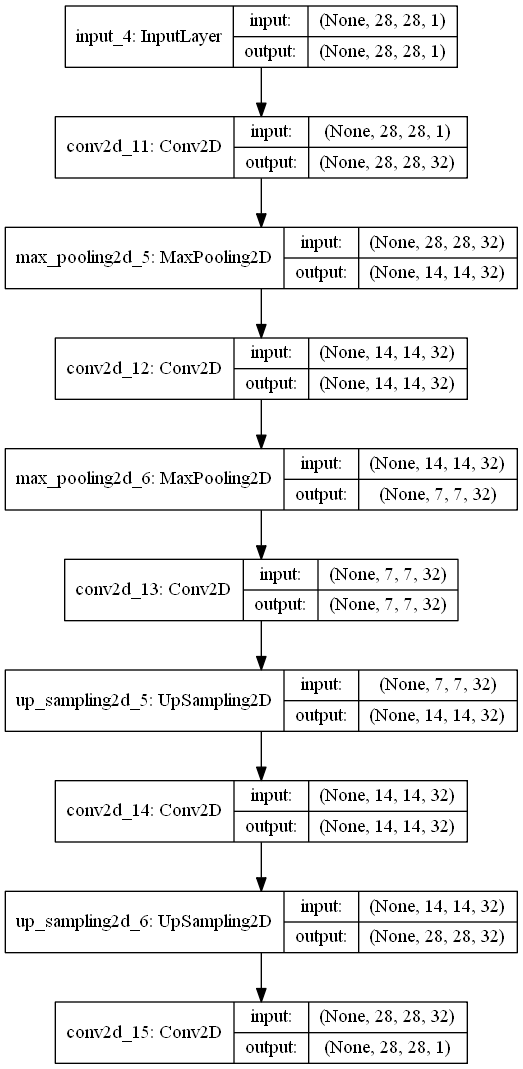 input_4: InputLayer
input: (None, 28, 28, 1)
output: (None, 28, 28, 1)
conv2d_11: Conv2D
input: (None, 28, 28, 1)
output: (None, 28, 28, 32)
max_pooling2d_5: MaxPooling2D
input: (None, 28, 28, 32)
output: (None, 14, 14, 32)
conv2d_12: Conv2D
input: (None, 14, 14, 32)
output: (None, 14, 14, 32)
max_pooling2d_6: MaxPooling2D
input: (None, 14, 14, 32)
output: (None, 7, 7, 32)
conv2d_13: Conv2D
input: (None, 7, 7, 32)
output: (None, 7, 7, 32)
up_sampling2d_5: UpSampling2D
input: (None, 7, 7, 32)
output: (None, 14, 14, 32)
conv2d_14: Conv2D
input: (None, 14, 14, 32)
output: (None, 14, 14, 32)
up_sampling2d_6: UpSampling2D
input: (None, 14, 14, 32)
output: (None, 28, 28, 32)
conv2d_15: Conv2D
input: (None, 28, 28, 32)
output: (None, 28, 28, 1)